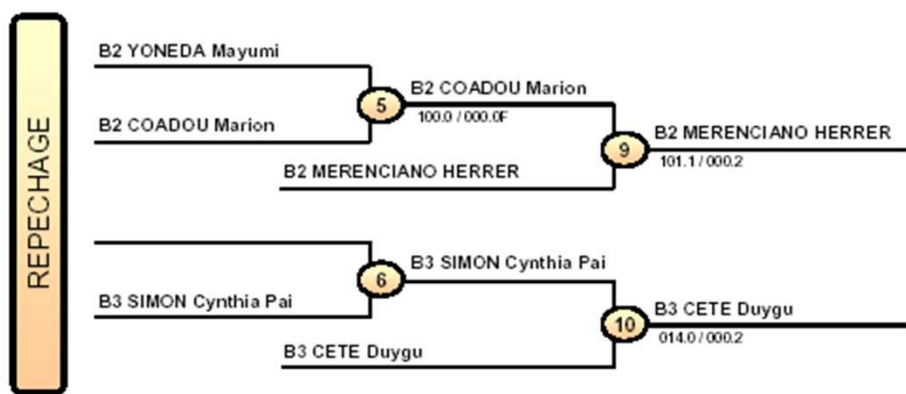 REPECHAGE
B2 YONEDA Mayumi
B2 COADOU Marion
5
B2 COADOU Marion
100.0 / 000.0F
B2 MERENCIANO HERRER
9
B2 MERENCIANO HERRER
101.1 / 000.2
B3 SIMON Cynthia Pai
6
B3 SIMON Cynthia Pai
B3 CETE Duygu
10
B3 CETE Duygu
014.0 / 000.2